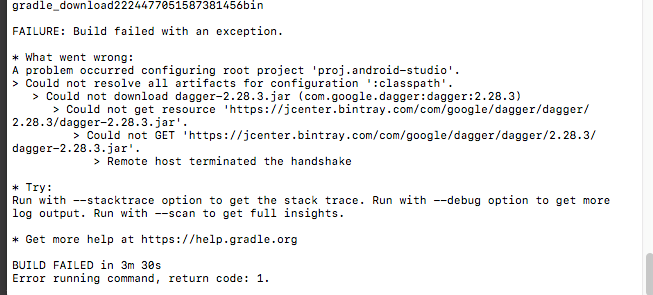 gradle_download2224477051587381456bin
FAILURE: Build failed with an exception.
* What went wrong:
A problem occurred configuring root project 'proj.android-studio'.
> Could not resolve all artifacts for configuration ':classpath'.
> Could not download dagger-2.28.3.jar (com.google.dagger:dagger:2.28.3)
> Could not get resource 'https://jcenter.bintray.com/com/google/dagger/dagger/
2.28.3/dagger-2.28.3.jar'.
> Could not GET 'https://jcenter.bintray.com/com/google/dagger/dagger/2.28.3/
dagger-2.28.3.jar'.
> Remote host terminated the handshake
* Try:
Run with --stacktrace option to get the stack trace. Run with --debug option to get more
log output. Run with --scan to get full insights.
* Get more help at https://help.gradle.org
BUILD FAILED in 3m 30s
Error running command, return code: 1.